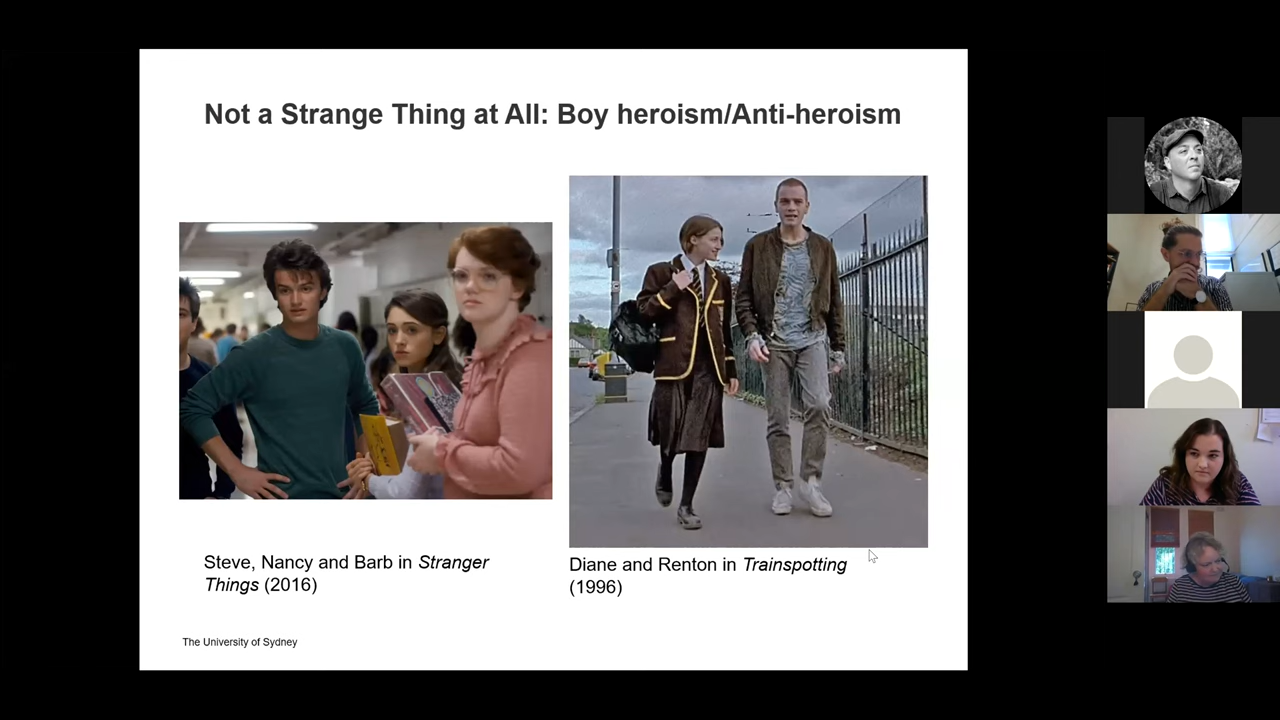 Not a Strange Thing at All: Boy heroism/Anti-heroism
Steve, Nancy and Barb in Stranger
Things (2016)
Diane and Renton in Trainspotting
(1996)
The University of Sydney